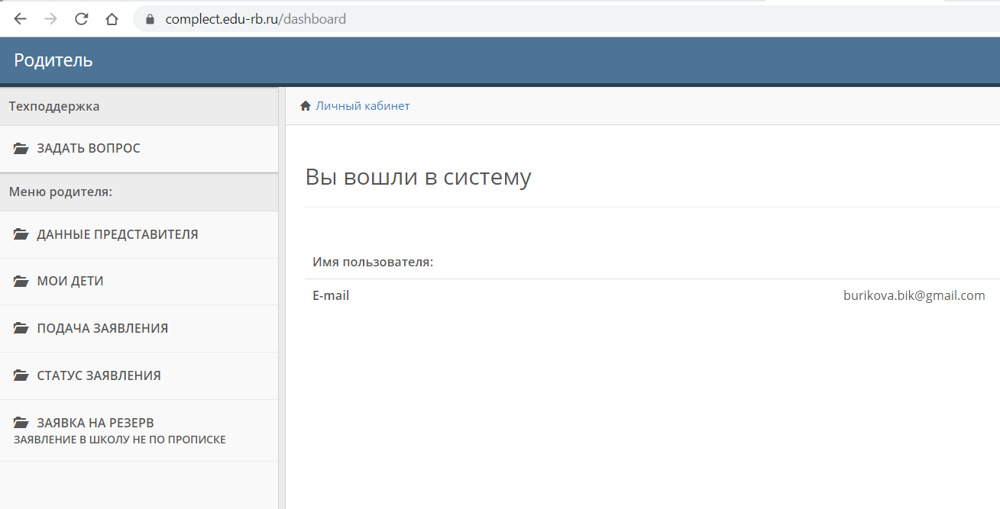 complect.edu-rb.ru/dashboard
Родитель
Техподдержка
ЗАДАТЬ ВОПРОС
Меню родителя:
ДАННЫЕ ПРЕДСТАВИТЕЛЯ
МОИ ДЕТИ
ПОДАЧА ЗАЯВЛЕНИЯ
СТАТУС ЗАЯВЛЕНИЯ
ЗАЯВКА НА РЕЗЕРВ
ЗАЯВЛЕНИЕ В ШКОЛУ НЕ ПО ПРОПИСКЕ
Личный кабинет
Вы вошли в систему
Имя пользователя:
E-mail burikova.bik@gmail.com